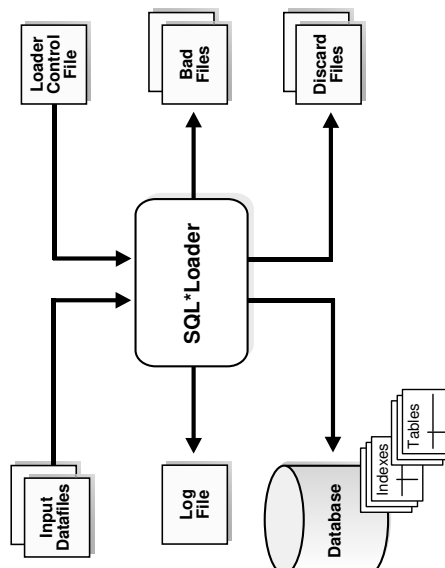 Input
Datafiles
Loader
Control
File
SQL*Loader
Log
File
Bad
Files
Database
Indexes
Tables
Discard
Files